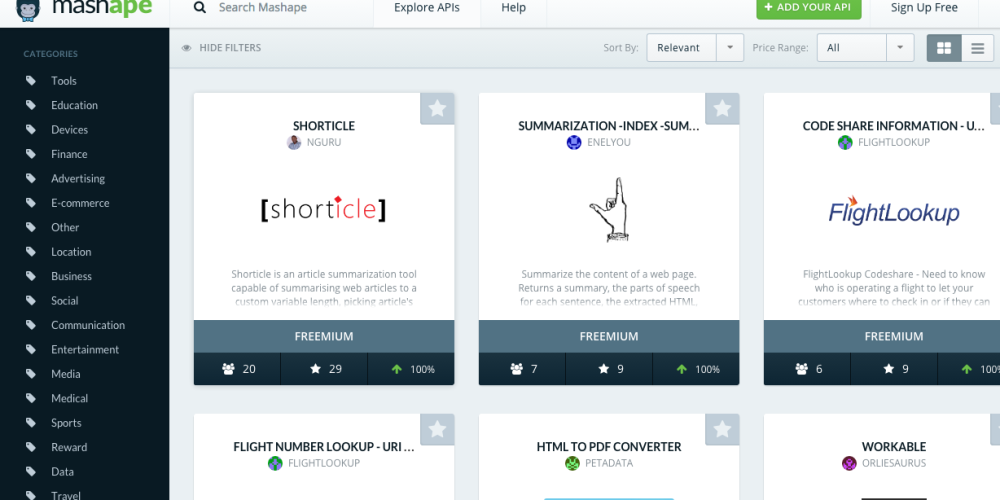 mashape
Search Mashape
Explore APIs
Help
+ ADD YOUR API
Sign Up Free
CATEGORIES
Tools
Education
Devices
Finance
Advertising
E-commerce
Other
Location
Business
Social
Communication
Entertainment
Media
Medical
Sports
Reward
Data
Travel
HIDE FILTERS
Sort By:
Relevant
Price Range:
All
SHORTICLE
NGURU
[shorticle]
Shorticle is an article summarization tool
capable of summarising web articles to a
custom variable length, picking article's
FREEMIUM
20
29
100%
SUMMARIZATION -INDEX -SUM...
ENELYOU
Summarize the content of a web page.
Returns a summary, the parts of speech
for each sentence, the extracted HTML,
FREEMIUM
7
9
100%
CODE SHARE INFORMATION - U...
FLIGHTLOOKUP
FlightLookup
FlightLookup Codeshare - Need to know
who is operating a flight to let your
customers where to check in or if they can
FREEMIUM
6
9
100%
FLIGHT NUMBER LOOKUP - URI ...
FLIGHTLOOKUP
HTML TO PDF CONVERTER
PETADATA
WORKABLE
ORLIESAURUS